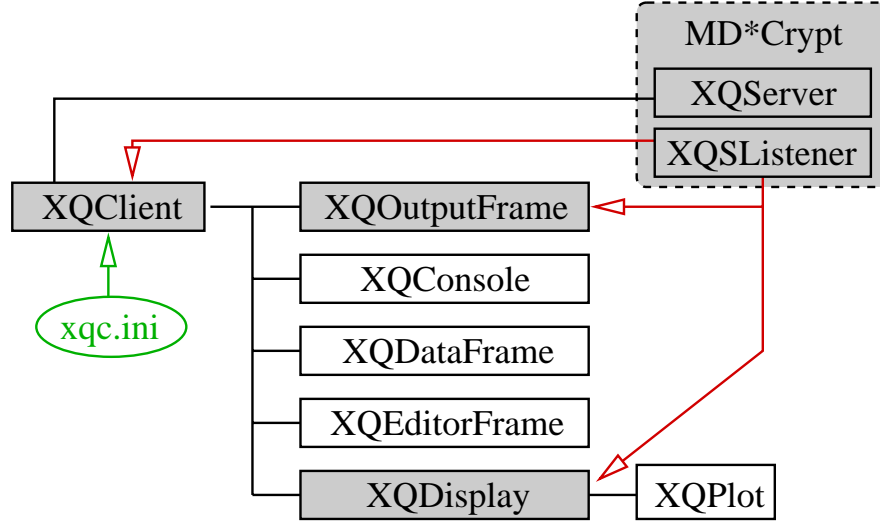 MD*Crypt
XQServer
XQSListener
XQClient
XQOutputFrame
XQConsole
xqc.ini
XQDataFrame
XQEditorFrame
XQDisplay
XQPlot